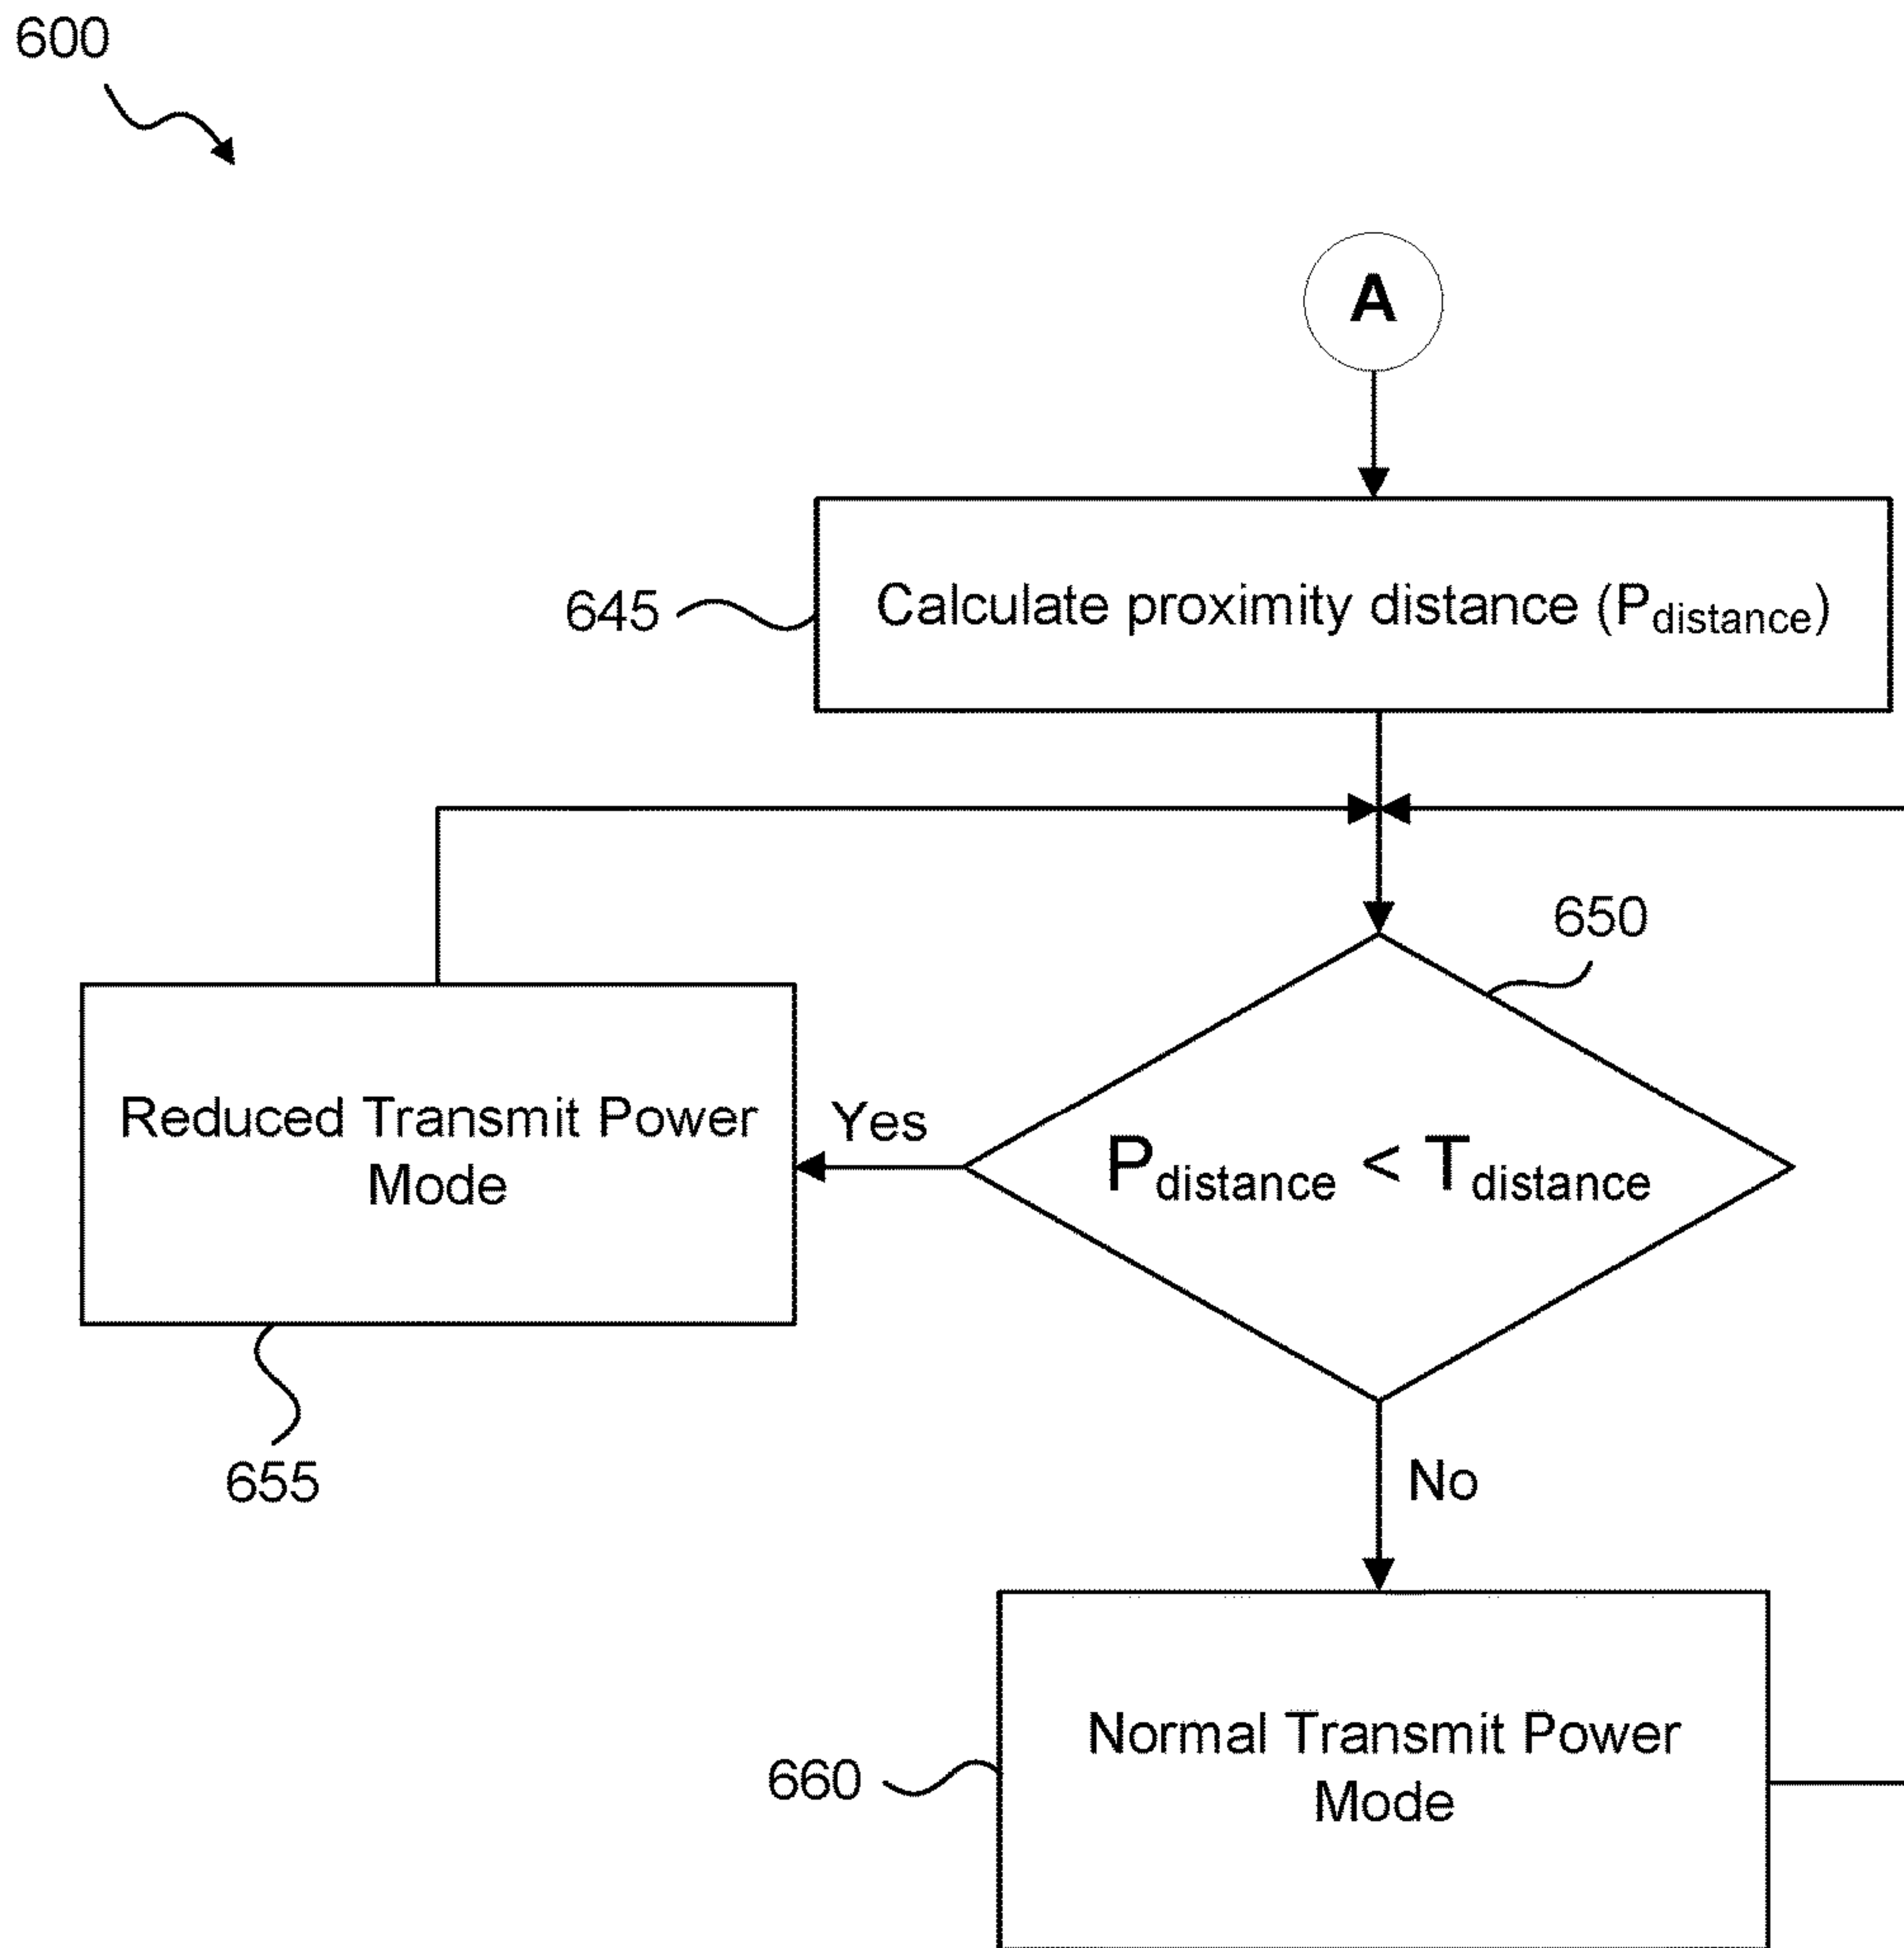 600
A
645
Calculate proximity distance (Pdistance)
650
Reduced Transmit Power
Mode
Yes
Pdistance < Tdistance
655
No
Normal Transmit Power
Mode
660